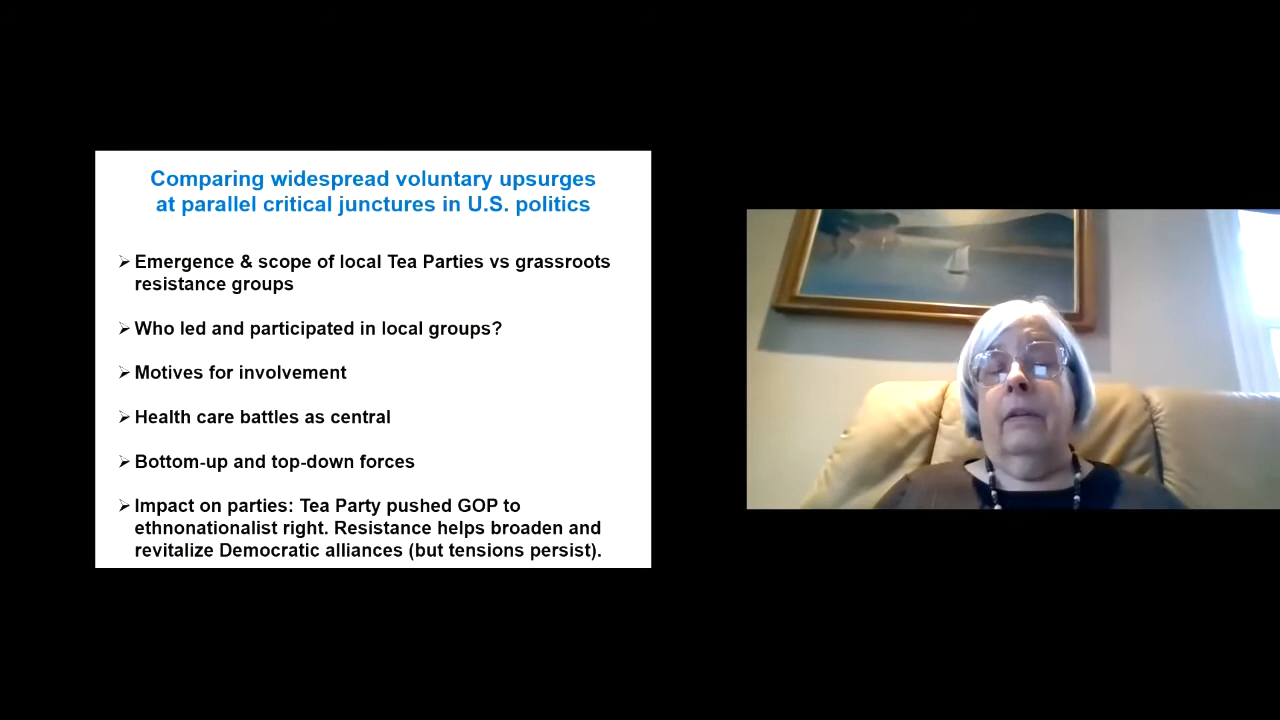 Comparing widespread voluntary upsurges
at parallel critical junctures in U.S. politics
➢ Emergence & scope of local Tea Parties vs grassroots
resistance groups
➢ Who led and participated in local groups?
➢ Motives for involvement
➢ Health care battles as central
➢ Bottom-up and top-down forces
➢ Impact on parties: Tea Party pushed GOP to
ethnonationalist right. Resistance helps broaden and
revitalize Democratic alliances (but tensions persist).